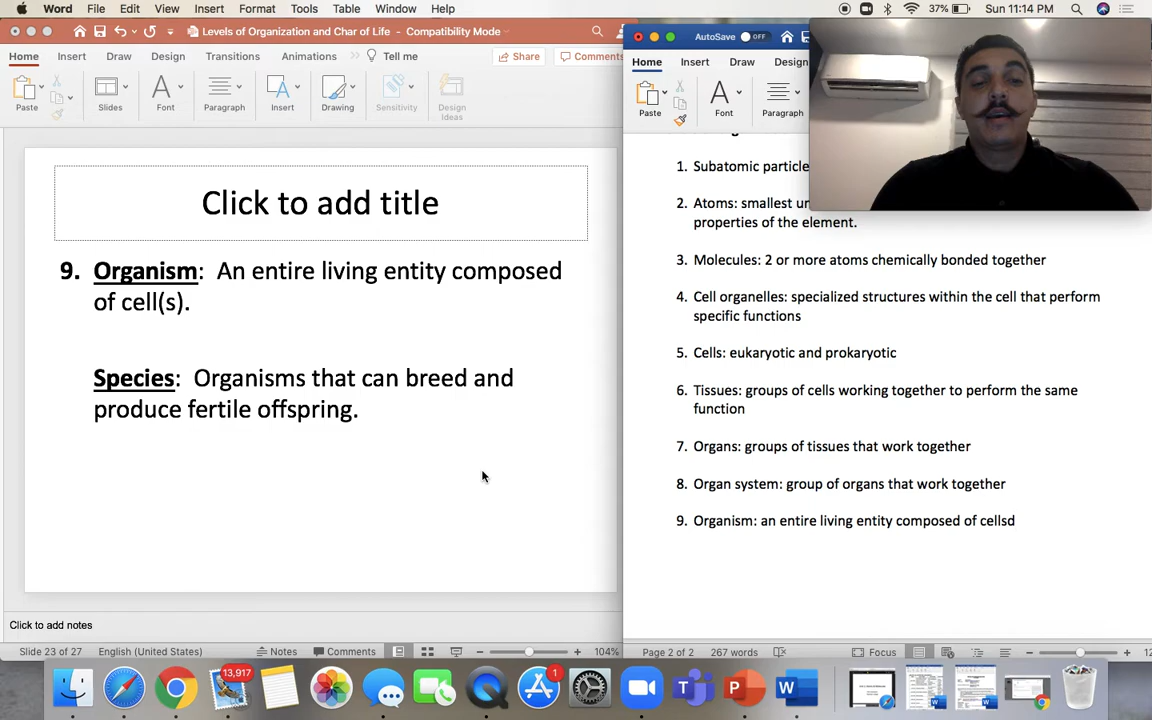 Word File Edit View Insert Format Tools Table Window Help 37% Sun 11:14 PM
Levels of Organization and Char of Life - Compatibility Mode
Home Insert Draw Design Transitions Animations Tell me Share Comments
Paste Slides Font Paragraph Insert Drawing Sensitivity Design Ideas
Click to add title
9. Organism: An entire living entity composed
of cell(s).
Species: Organisms that can breed and
produce fertile offspring.
Click to add notes
Slide 23 of 27 English (United States) Notes Comments 104%
AutoSave OFF
Home Insert Draw Design
Paste Font Paragraph
1. Subatomic particle
2. Atoms: smallest
properties of the element.
3. Molecules: 2 or more atoms chemically bonded together
4. Cell organelles: specialized structures within the cell that perform
specific functions
5. Cells: eukaryotic and prokaryotic
6. Tissues: groups of cells working together to perform the same
function
7. Organs: groups of tissues that work together
8. Organ system: group of organs that work together
9. Organism: an entire living entity composed of cellsd
Page 2 of 2 267 words Focus 12
13,917
1